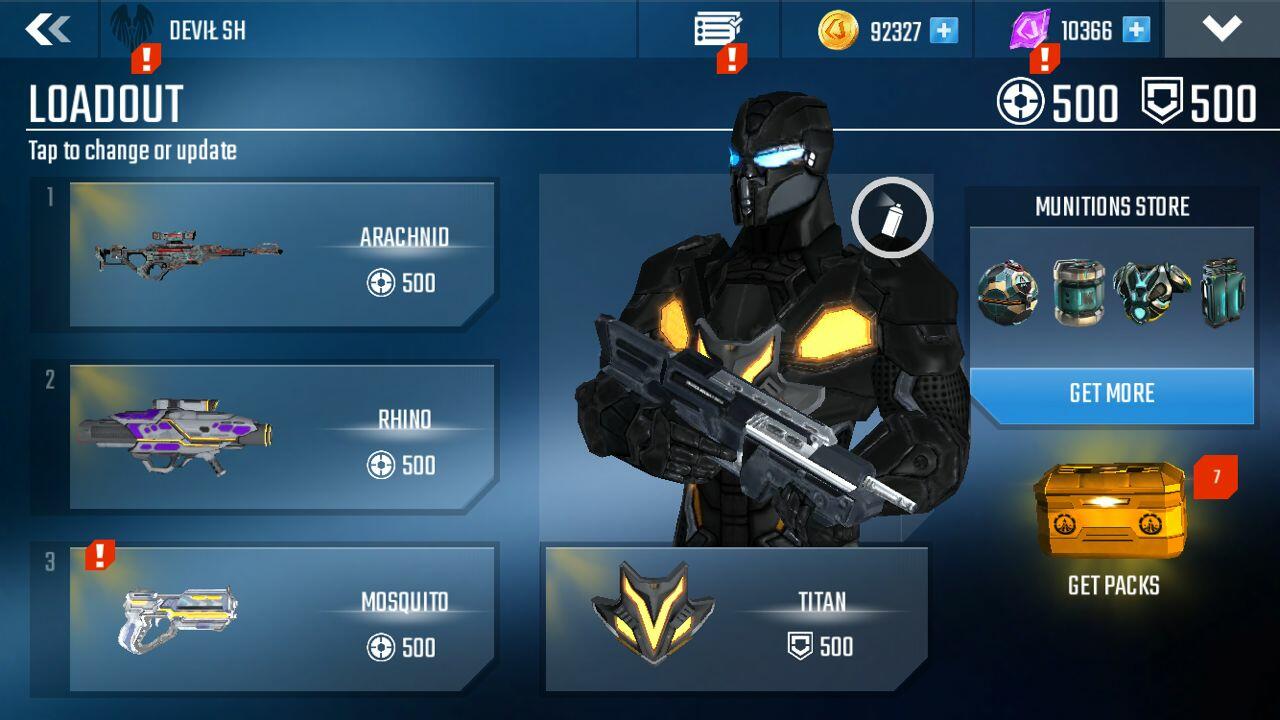 DEVIŁ SH
!
!
92327
10366
!
LOADOUT
500
500
Tap to change or update
1
ARACHNID
500
2
RHINO
500
3
!
MOSQUITO
500
TITAN
500
MUNITIONS STORE
GET MORE
7
GET PACKS